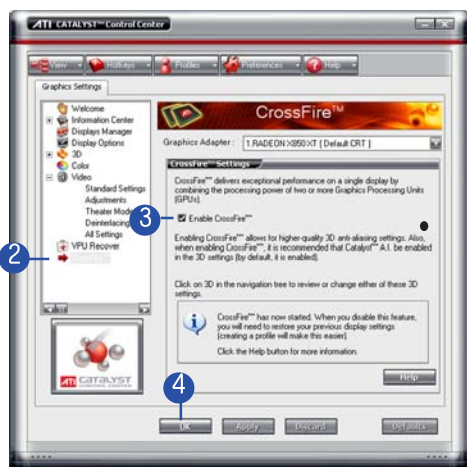 ATI CATALYST™ Control Center
View Hotkeys Profiles Preferences Help
Graphics Settings
Welcome
Information Center
Displays Manager
Display Options
3D
Color
Video
Standard Settings
Adjustments
Theater Mode
Deinterlacing
All Settings
VPU Recover
2
CrossFire™
Graphics Adapter : 1.RADEON X850 XT [ Default CRT ]
CrossFire™ Settings
CrossFire™ delivers exceptional performance on a single display by
combining the processing power of two or more Graphics Processing Units
(GPUs).
3 Enable CrossFire™
Enabling CrossFire™ allows for higher-quality 3D anti-aliasing settings. Also,
when enabling CrossFire™, it is recommended that Catalyst™ A.I. be enabled
in the 3D settings (by default, it is enabled).
Click on 3D in the navigation tree to review or change either of these 3D
settings.
CrossFire™ has now started. When you disable this feature,
you will need to restore your previous display settings
(creating a profile will make this easier).
Click the Help button for more information.
Help
ATI CATALYST
CONTROL CENTER
4
OK Apply Discard Defaults